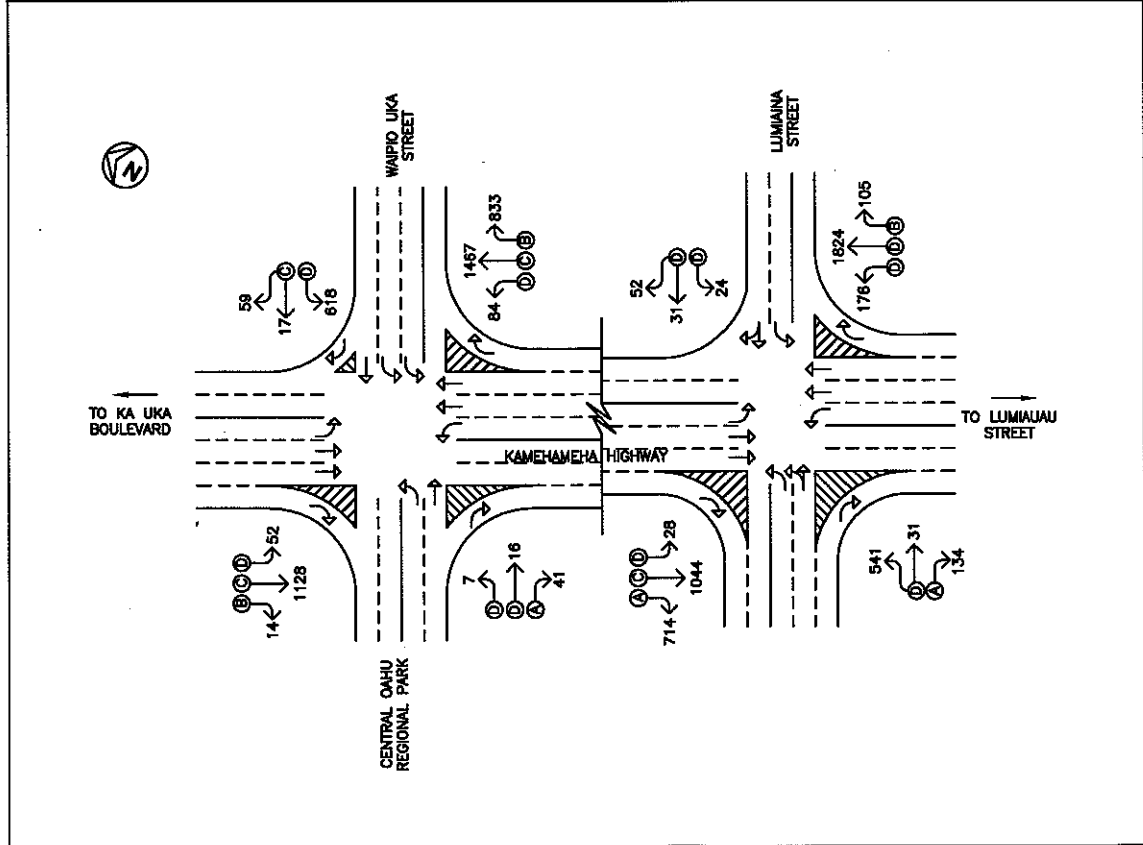 N
WAIPIO UKA
STREET
LUMIAINA
STREET
59
17
618
C
D
1467
833
84
D
C
B
52
31
24
D
D
1824
105
176
D
D
B
TO KA UKA
BOULEVARD
KAMEHAMEHA HIGHWAY
TO LUMIAUAU
STREET
B
C
D
52
14
1128
7
16
41
D
D
A
A
C
D
28
714
1044
541
31
134
D
A
CENTRAL OAHU
REGIONAL PARK